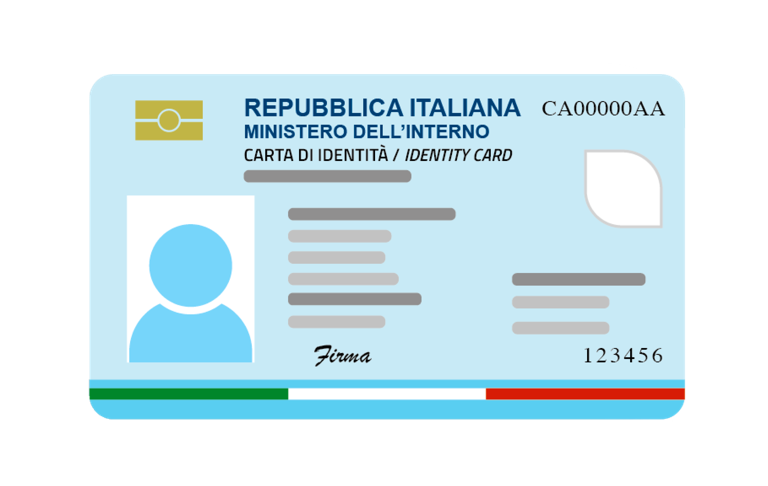 REPUBBLICA ITALIANA CA00000AA
MINISTERO DELL'INTERNO
CARTA DI IDENTITÀ / IDENTITY CARD
Firma 123456